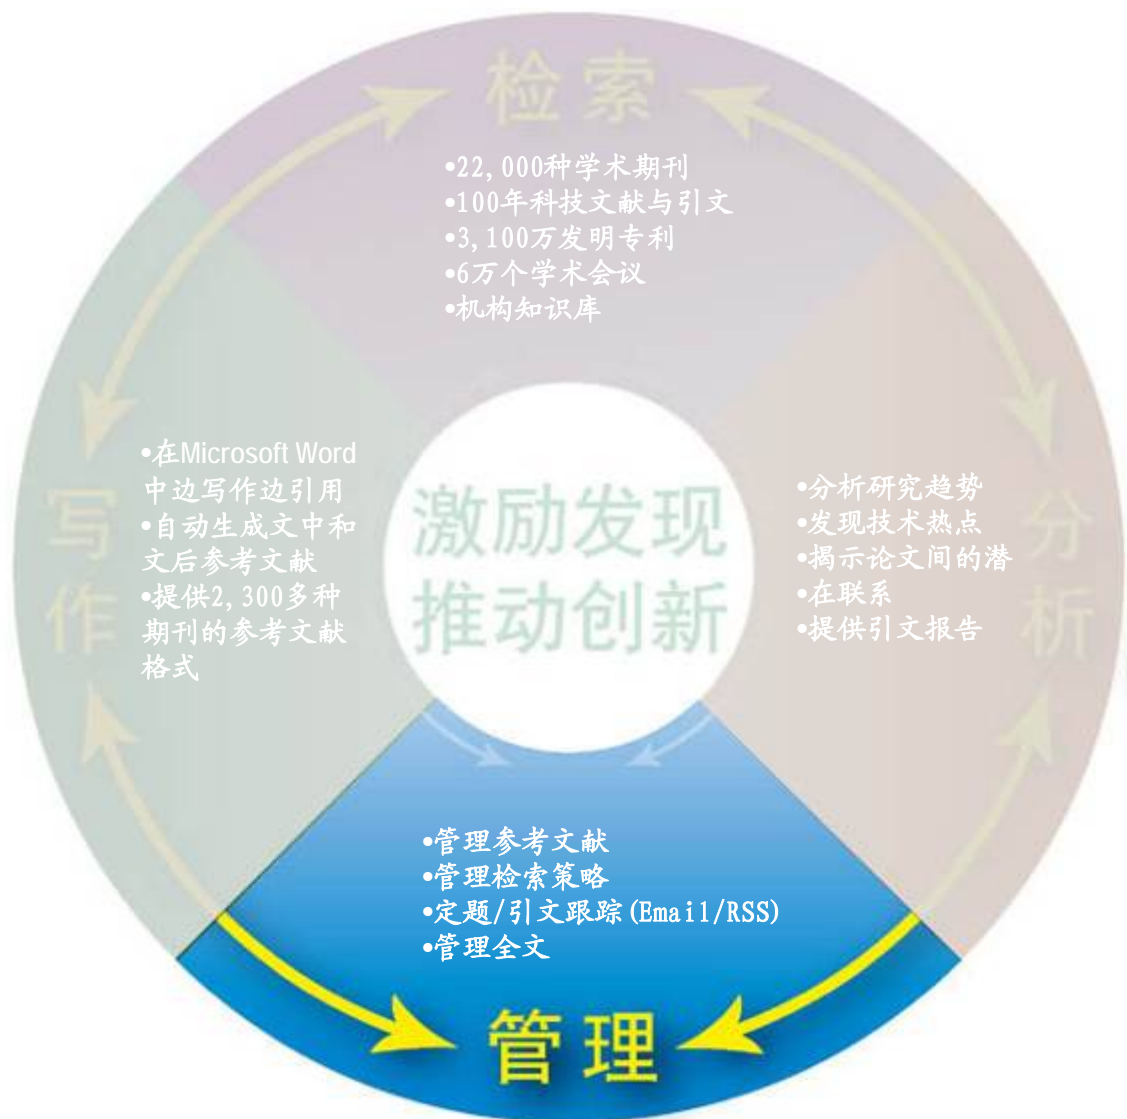 检索
•22,000种学术期刊
•100年科技文献与引文
•3,100万发明专利
•6万个学术会议
•机构知识库
写
作
•在Microsoft Word
中边写作边引用
•自动生成文中和
文后参考文献
•提供2,300多种
期刊的参考文献
格式
激励发现
推动创新
•分析研究趋势
•发现技术热点
•揭示论文间的潜
•在联系
•提供引文报告
分
析
•管理参考文献
•管理检索策略
•定题/引文跟踪(Email/RSS)
•管理全文
管理